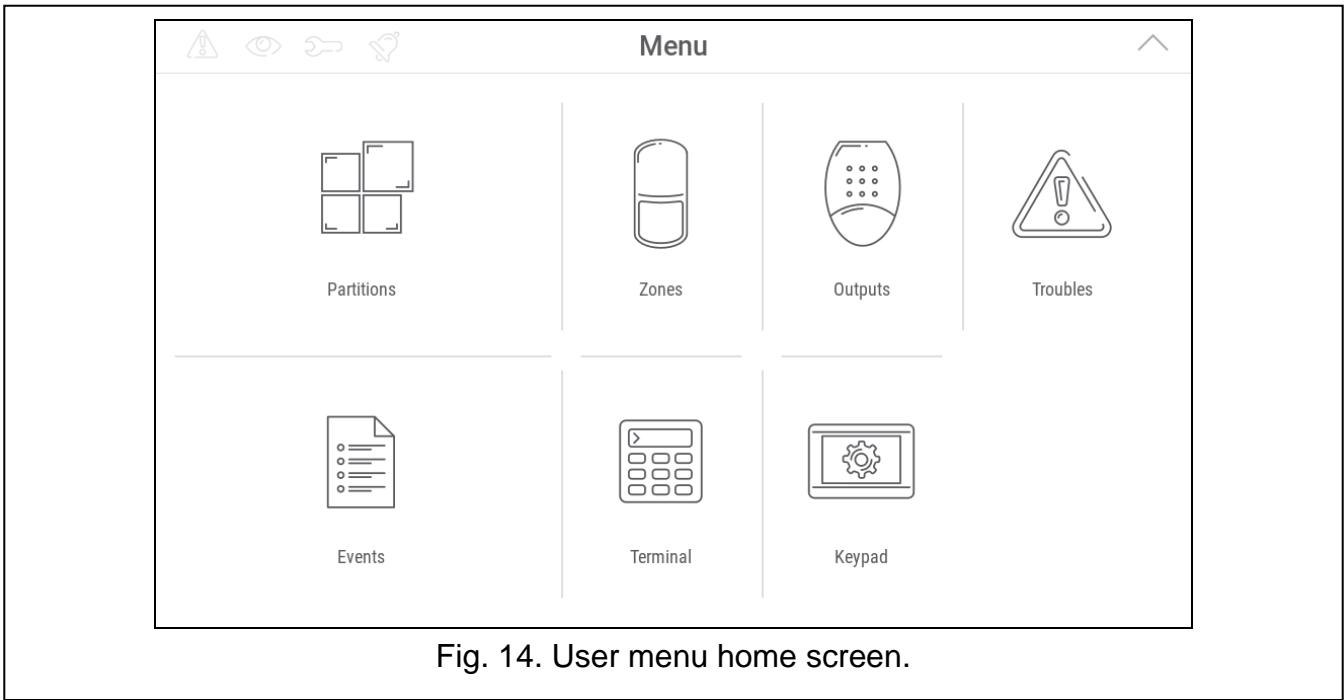 Menu
Partitions
Zones
Outputs
Troubles
Events
Terminal
Keypad
Fig. 14. User menu home screen.